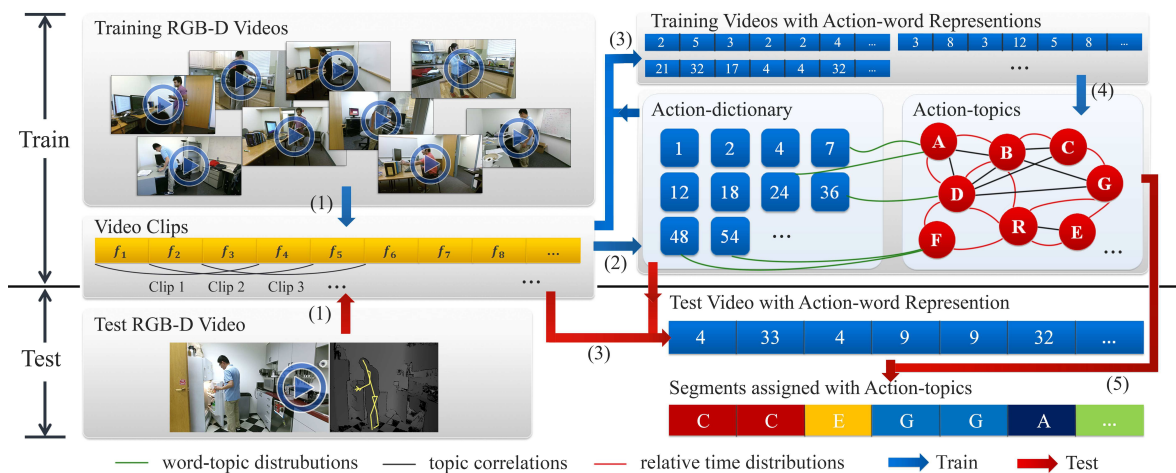 Training RGB-D Videos
Training Videos with Action-word Represention​s
(3)
2 5 3 2 2 4 ...
3 8 3 12 5 8 ...
21 32 17 4 4 32 ...
...
(4)
Train
Action-dictionary
Action-topics
1 2 4 7
12 18 24 36
48 54 ...
A B C
D G
F R E
...
(1)
Video Clips
f1 f2 f3 f4 f5 f6 f7 f8 ...
(2)
Clip 1 Clip 2 Clip 3 ...
...
(1)
Test
Test RGB-D Video
(3)
Test Video with Action-word Represention
4 33 4 9 9 32 ...
(5)
Segments assigned with Action-topics
C C E G G A ...
word-topic distrubutions topic correlations relative time distributions Train Test